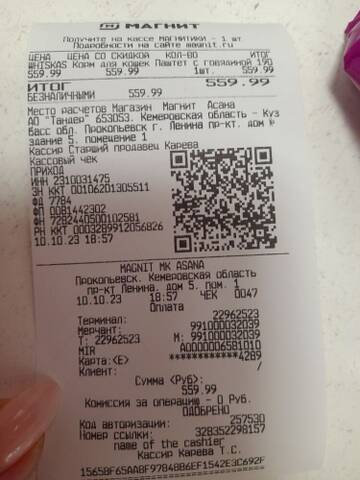 МАГНИТ
Получите на кассе МАГНИТИКИ - 1 шт
Подробности на сайте magnit.ru
ЦЕНА ЦЕНА СО СКИДКОЙ КОЛ-ВО ИТОГ
WHISKAS Корм для кошек Паштет с говядиной 190
559.99 559.99 1шт. 559.99
ИТОГ 559.99
БЕЗНАЛИЧНЫМИ 559.99
Место расчетов Магазин Магнит Асана
АО "Тандер" 653053. Кемеровская область - Куз
Басс обл. Прокопьевск г. Ленина пр-кт. дом №
здание 5. помещение 1
Кассир Старший продавец Карева
Кассовый чек
ПРИХОД
ИНН 2310031475
ЗН ККТ 00106201305511
ФД 7784
ФП 0081442302
ФН 7282440500102581
РН ККТ 0003289912056826
10.10.23 18:57
MAGNIT MK ASANA
Прокопьевск. Кемеровская область
пр-кт Ленина. дом 5. пом. 1
10.10.23 18:57 ЧЕК 0047
Оплата
Терминал: 22962523
Мерчант: 991000032039
Т: 22962523 М: 991000032039
MIR A0000006581010
Карта:<E> ************4289
Клиент: /
Сумма <Руб>:
559.99
Комиссия за операцию - 0 Руб.
ОДОБРЕНО
Код авторизации: 257530
Номер ссылки: 328352298157
name of the cashier
Кассир Карева Т.С.
15658F65AA8F97848B6EF1542E3C692F